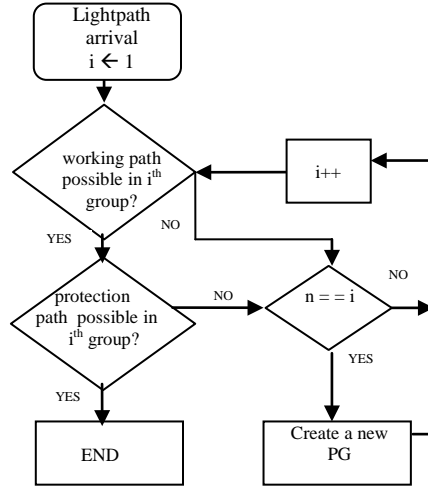 Lightpath
arrival
i ← 1
working path
possible in iᵗʰ
group?
i++
YES
NO
protection
path possible in
iᵗʰ group?
NO
n = = i
NO
YES
YES
END
Create a new
PG